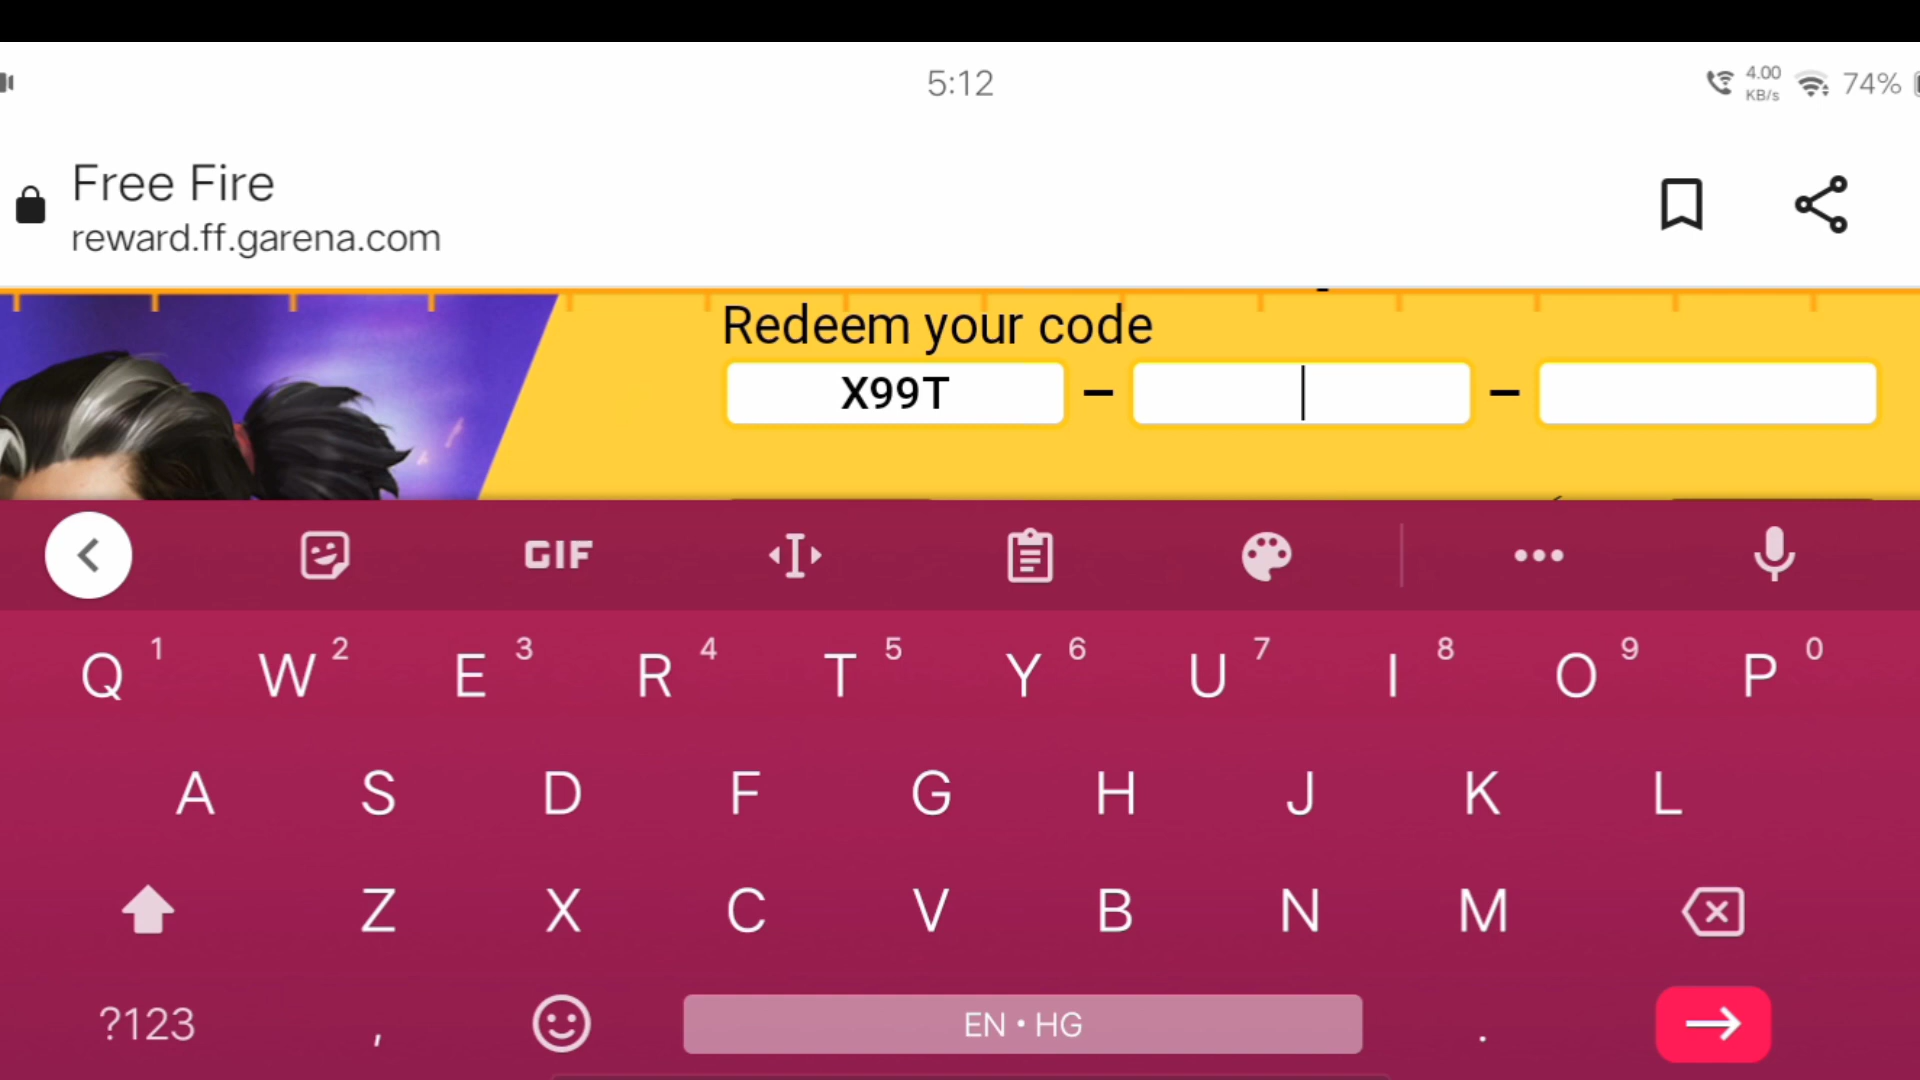 5:12
4.00
KB/s
74%
Free Fire
reward.ff.garena.com
Redeem your code
X99T – –
GIF
Q 1 W 2 E 3 R 4 T 5 Y 6 U 7 I 8 O 9 P 0
A S D F G H J K L
Z X C V B N M
?123 , EN • HG .